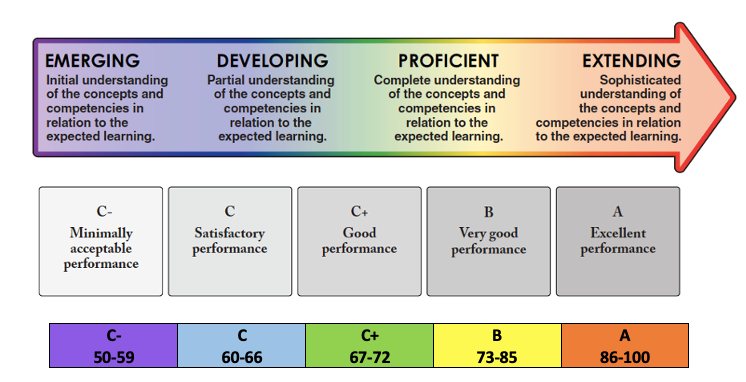 EMERGING
Initial understanding
of the concepts and
competencies in
relation to the
expected learning.
DEVELOPING
Partial understanding
of the concepts and
competencies in
relation to the
expected learning.
PROFICIENT
Complete understanding
of the concepts and
competencies in
relation to the
expected learning.
EXTENDING
Sophisticated
understanding of
the concepts and
competencies in relation
to the expected learning.
C-
Minimally
acceptable
performance
C
Satisfactory
performance
C+
Good
performance
B
Very good
performance
A
Excellent
performance
C-
50-59
C
60-66
C+
67-72
B
73-85
A
86-100